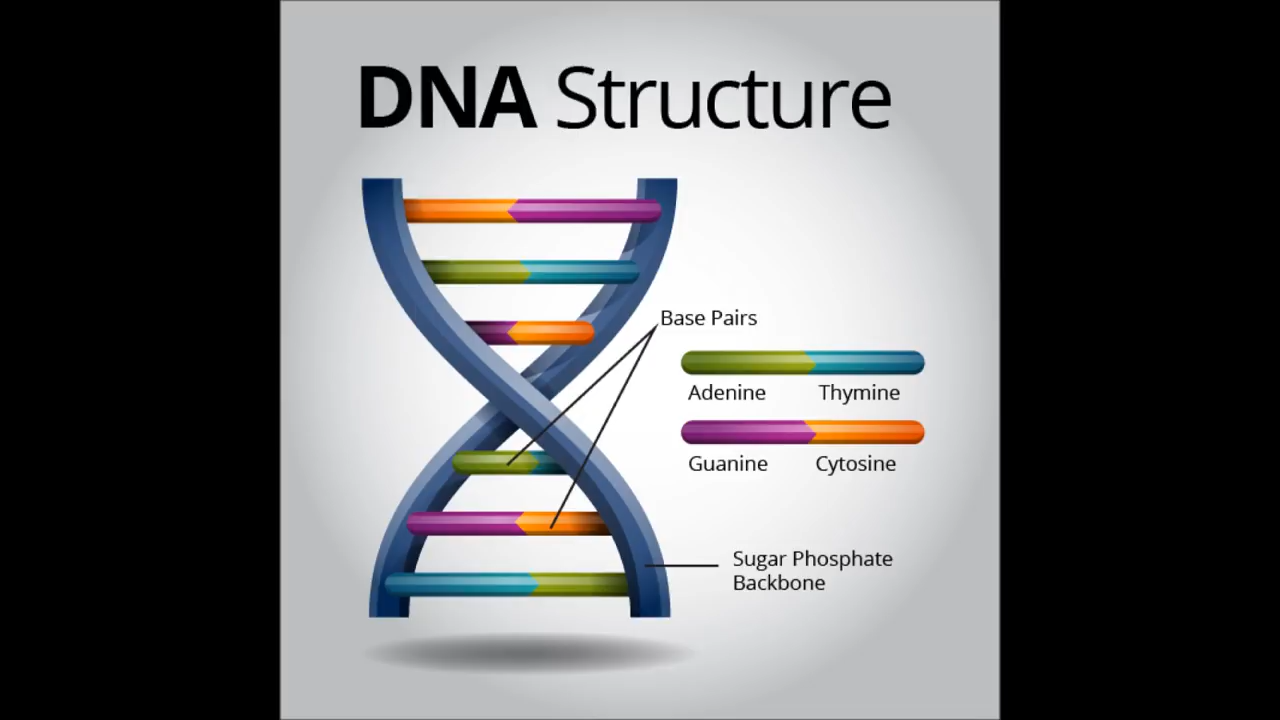 DNA Structure
Base Pairs
Adenine Thymine
Guanine Cytosine
Sugar Phosphate
Backbone